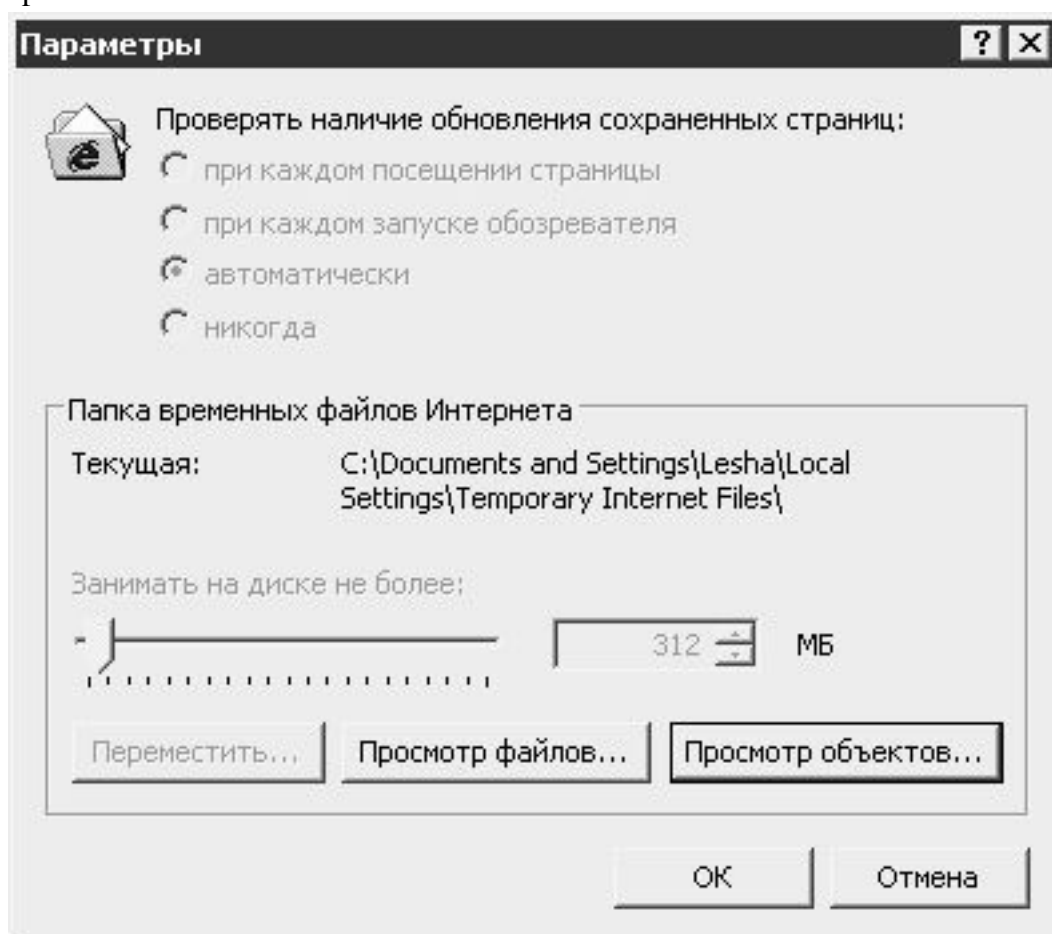 Параметры
Проверять наличие обновления сохраненных страниц:
при каждом посещении страницы
при каждом запуске обозревателя
автоматически
никогда
Папка временных файлов Интернета
Текущая: C:\Documents and Settings\Lesha\Local
Settings\Temporary Internet Files\
Занимать на диске не более:
312 МБ
Переместить... Просмотр файлов... Просмотр объектов...
ОК Отмена